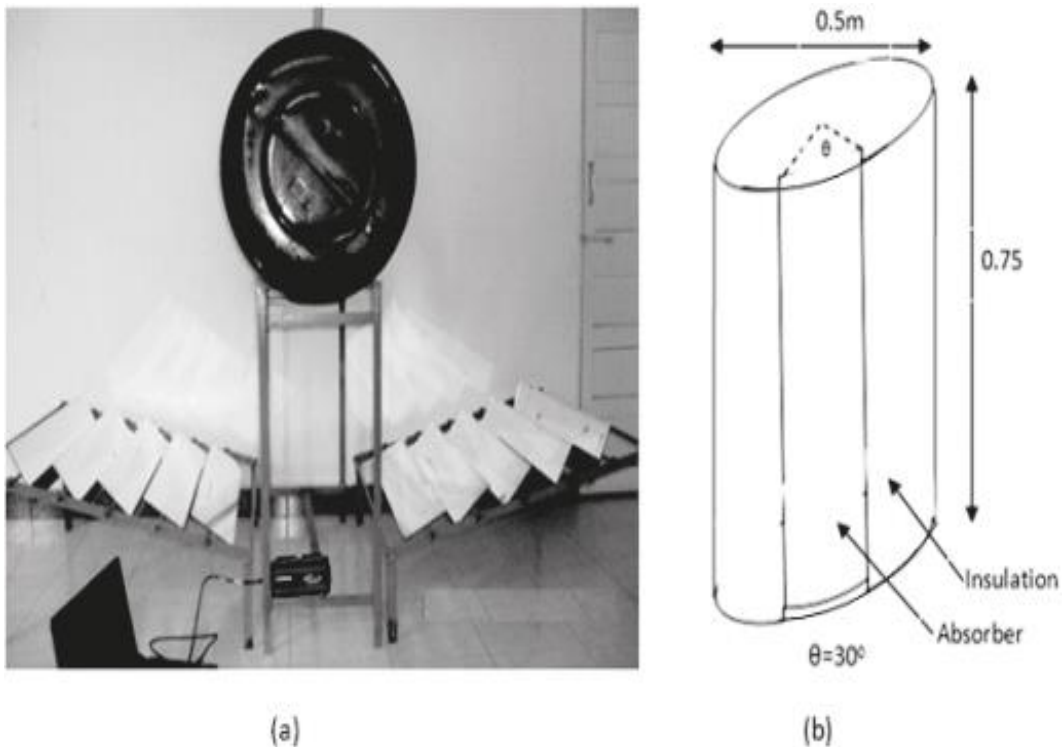 0.5m
θ
0.75
Insulation
Absorber
θ=30⁰
(a)
(b)